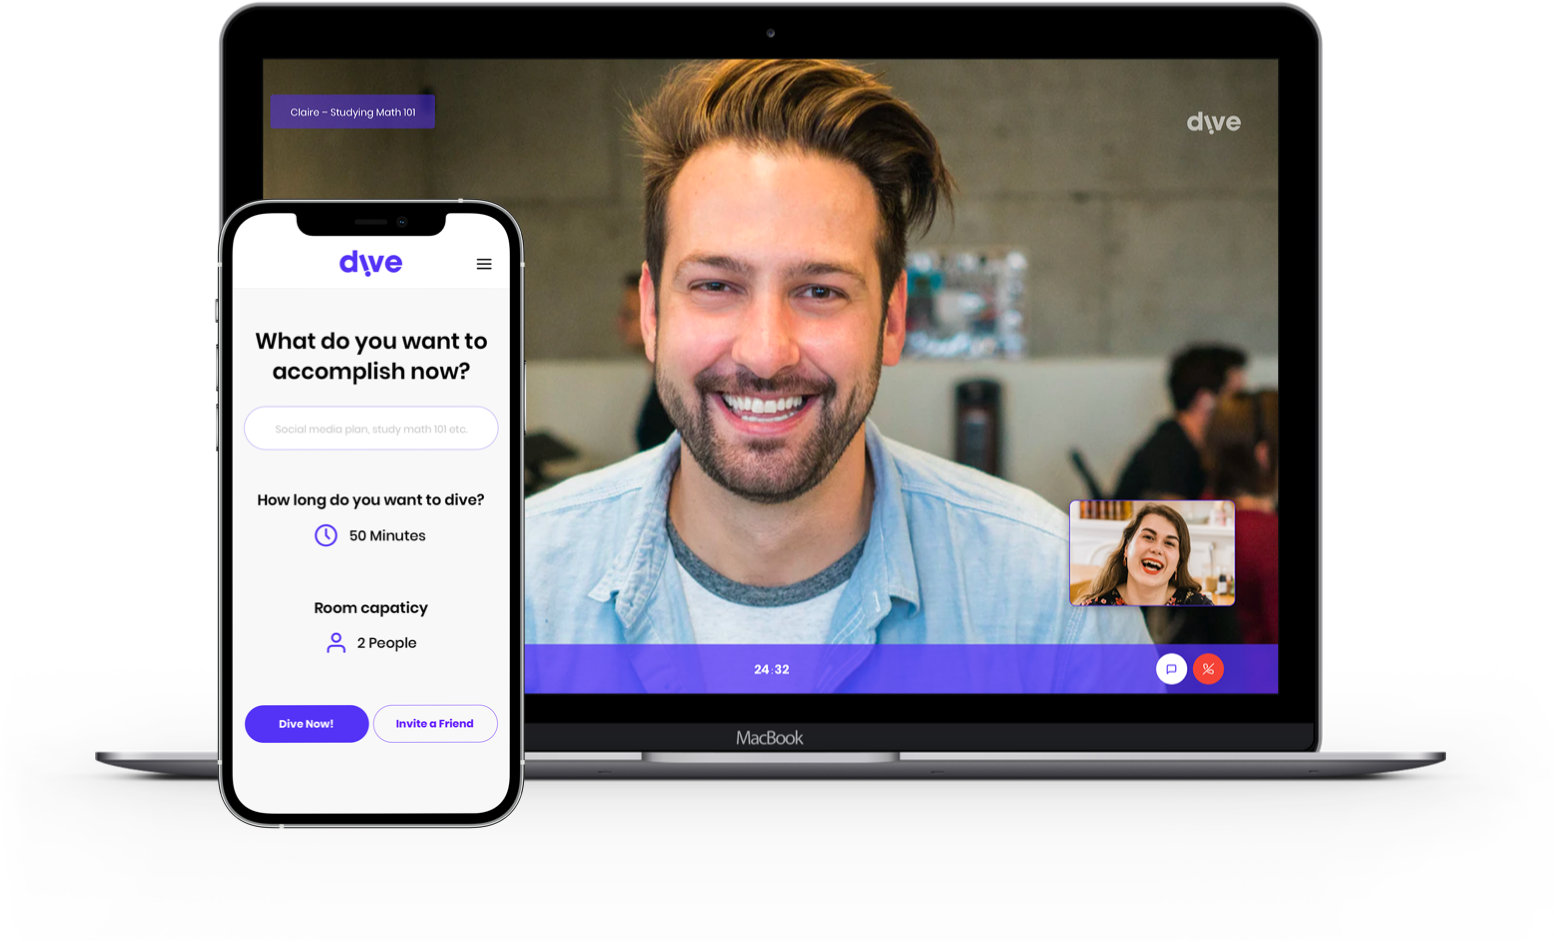 Claire – Studying Math 101
dive
dive
What do you want to
accomplish now?
Social media plan, study math 101 etc.
How long do you want to dive?
50 Minutes
Room capaticy
2 People
Dive Now!
Invite a Friend
24:32
MacBook